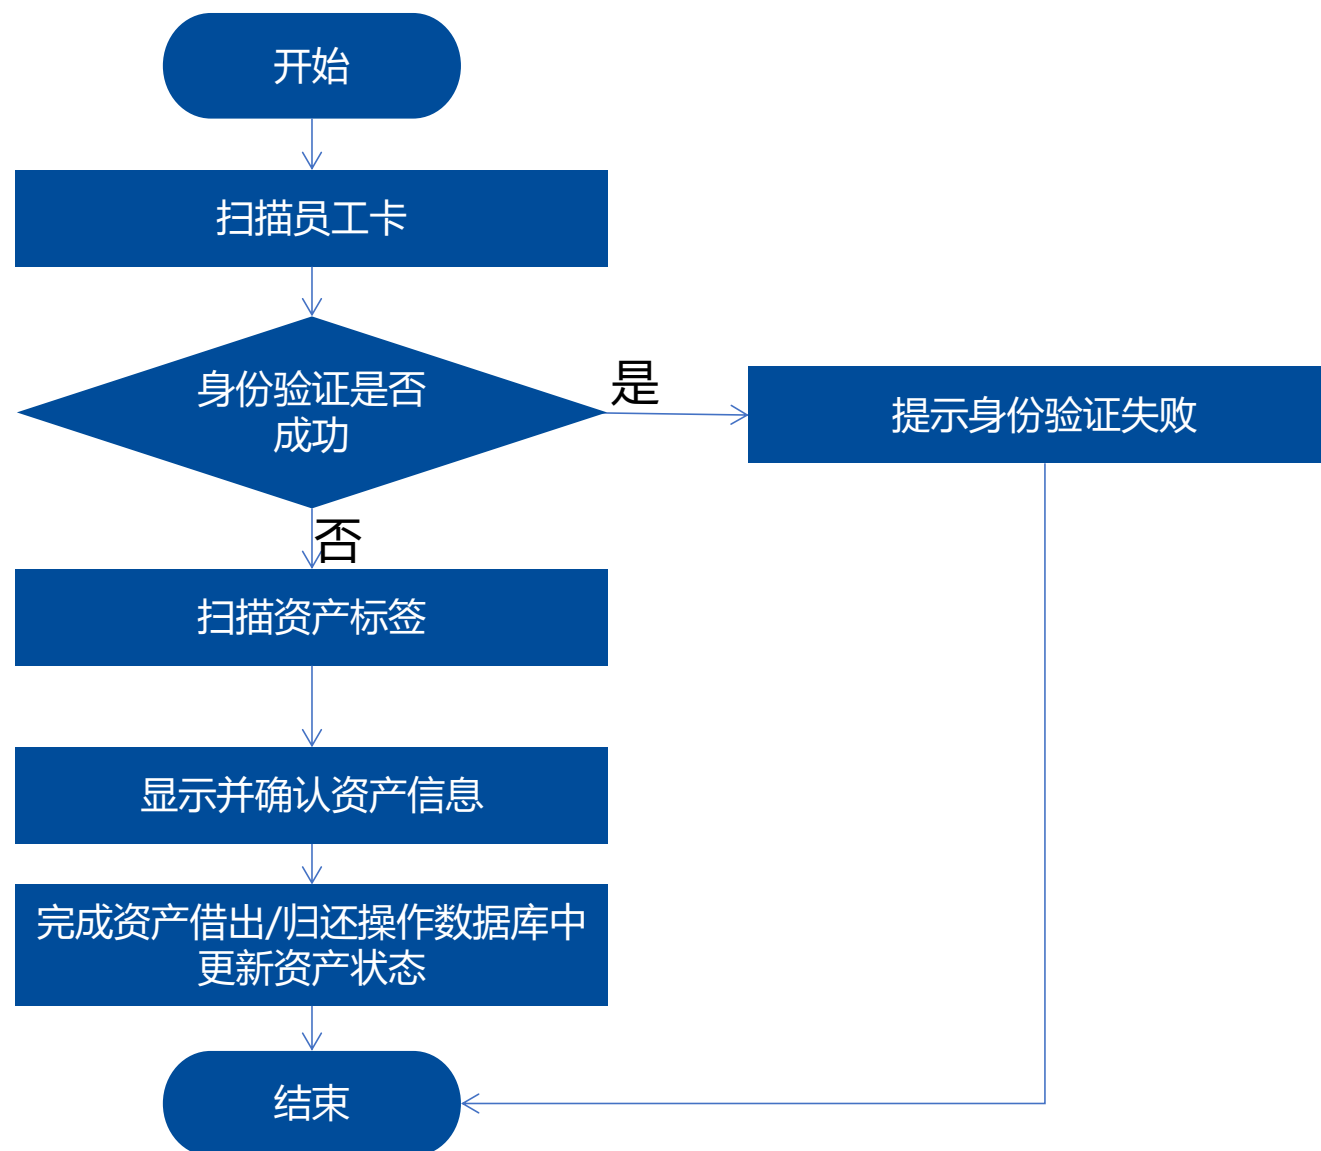 开始
扫描员工卡
身份验证是否
成功
是
提示身份验证失败
否
扫描资产标签
显示并确认资产信息
完成资产借出/归还操作数据库中
更新资产状态
结束